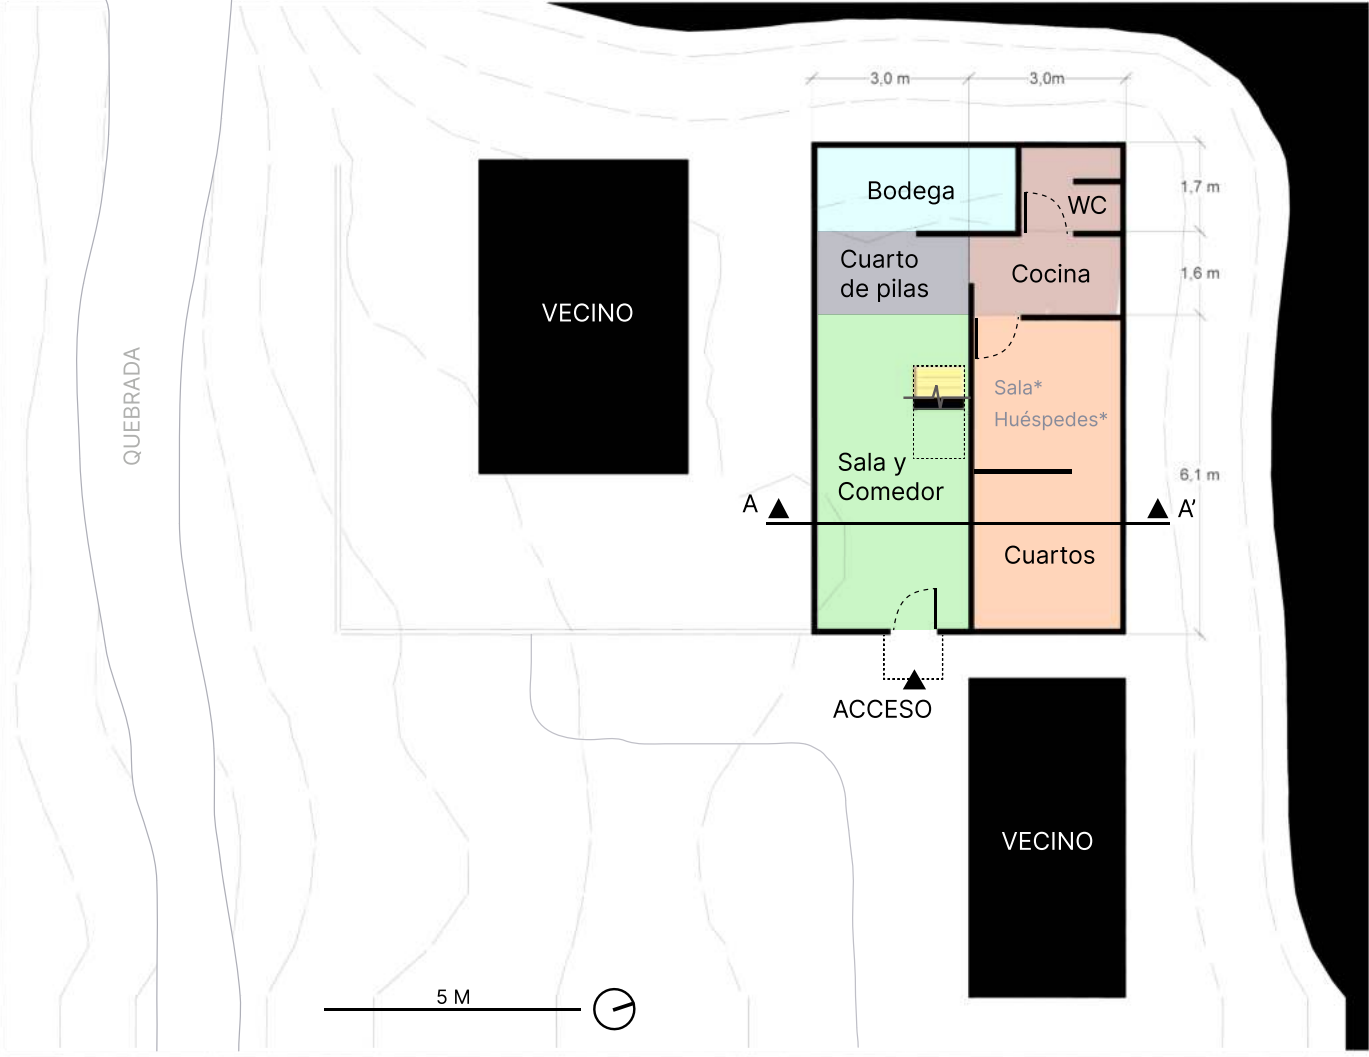 3,0 m
3,0m
Bodega
1,7 m
WC
Cuarto
de pilas
Cocina
1,6 m
VECINO
QUEBRADA
Sala*
Huéspedes*
Sala y
Comedor
6,1 m
A
A’
Cuartos
ACCESO
VECINO
5 M